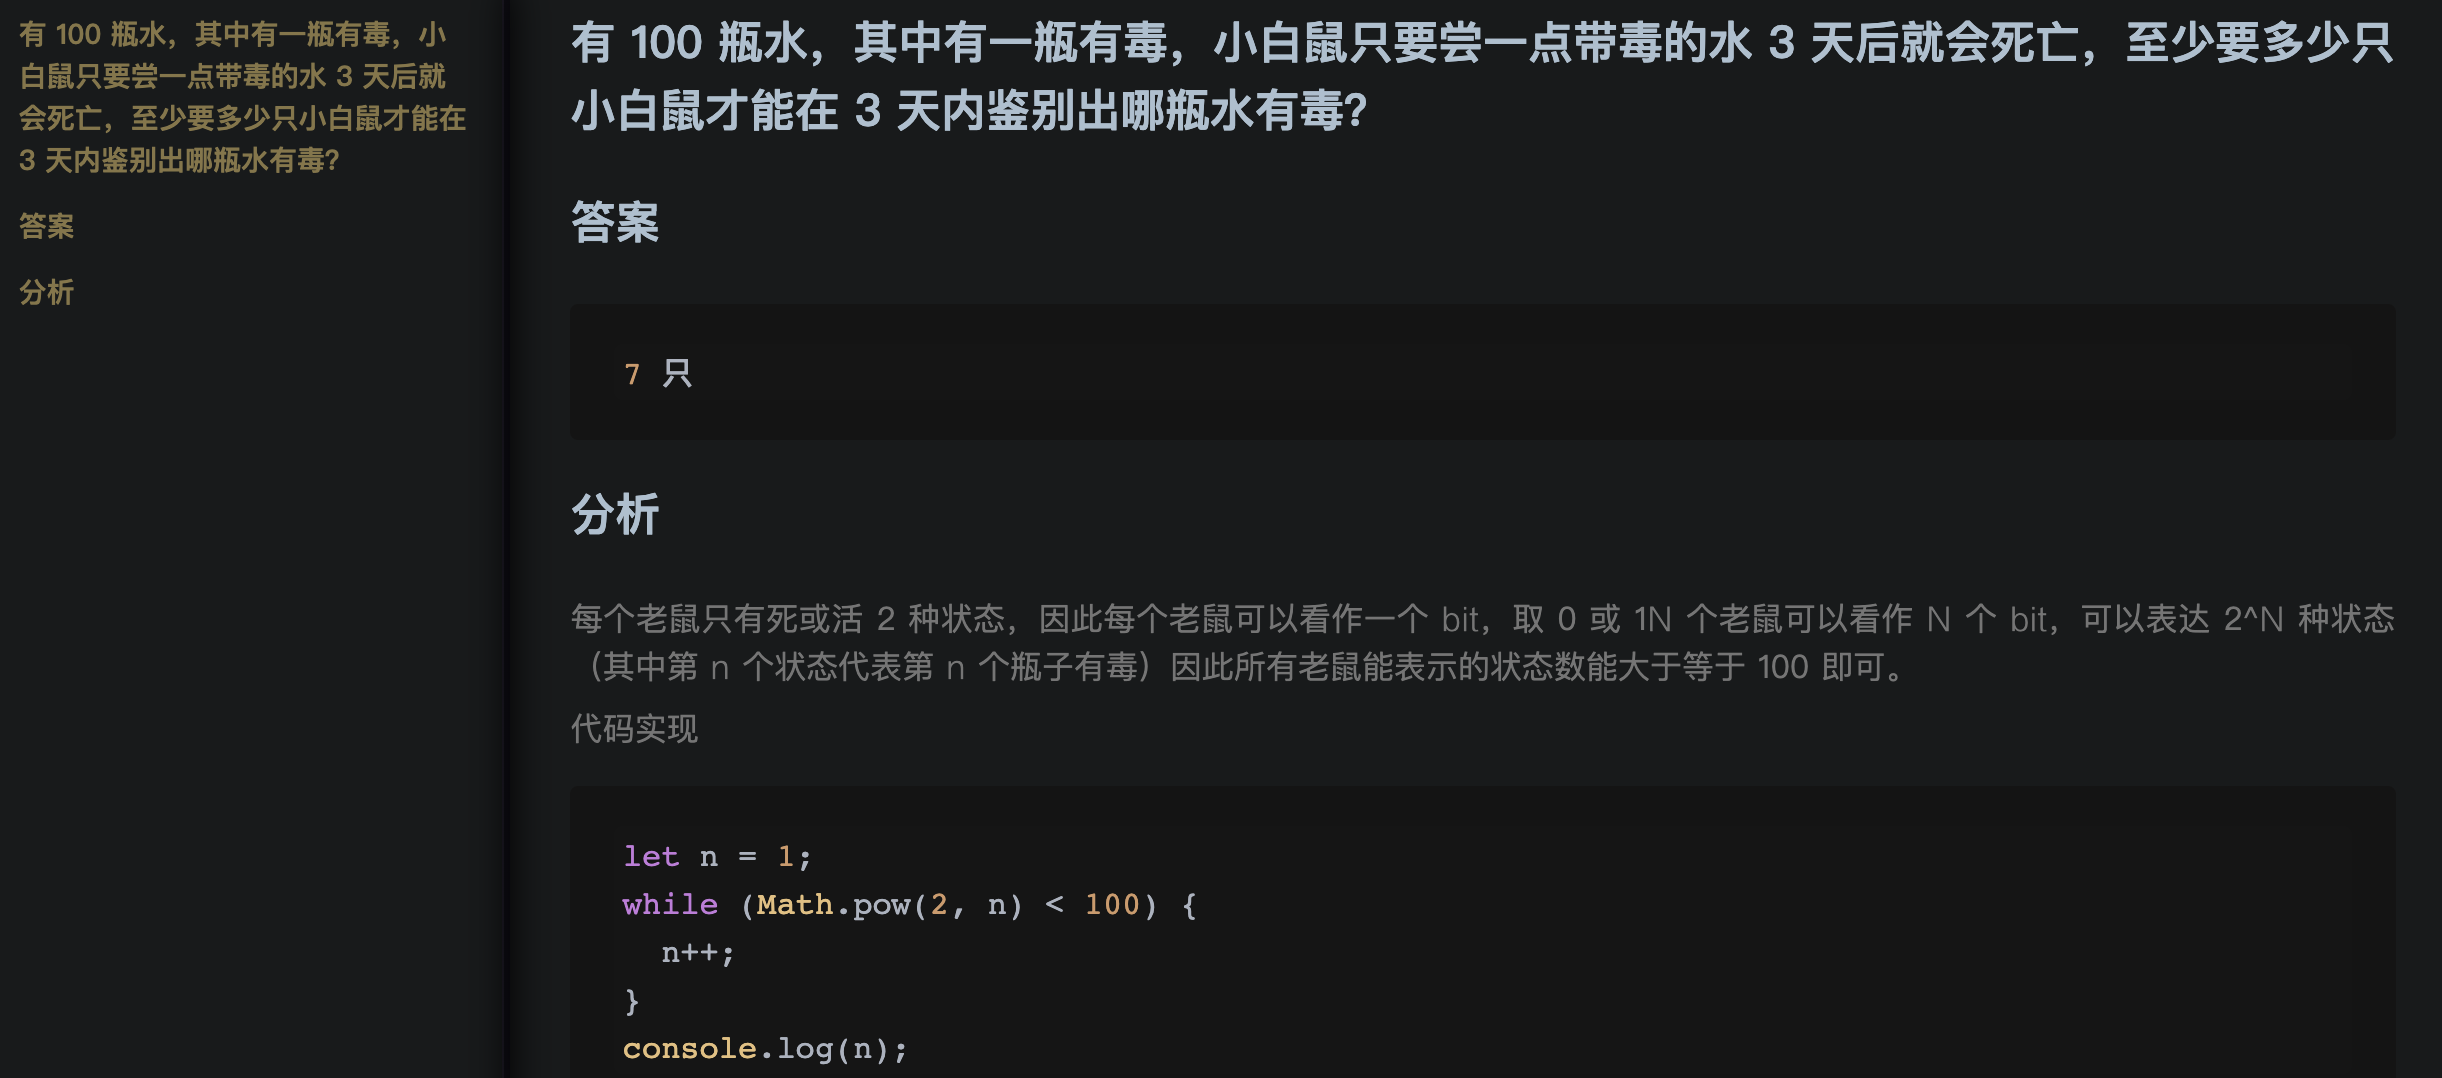 有 100 瓶水，其中有一瓶有毒，小
白鼠只要尝一点带毒的水 3 天后就
会死亡，至少要多少只小白鼠才能在
3 天内鉴别出哪瓶水有毒?
答案
分析
有 100 瓶水，其中有一瓶有毒，小白鼠只要尝一点带毒的水 3 天后就会死亡，至少要多少只
小白鼠才能在 3 天内鉴别出哪瓶水有毒?
答案
7 只
分析
每个老鼠只有死或活 2 种状态，因此每个老鼠可以看作一个 bit，取 0 或 1N 个老鼠可以看作 N 个 bit，可以表达 2^N 种状态
（其中第 n 个状态代表第 n 个瓶子有毒）因此所有老鼠能表示的状态数能大于等于 100 即可。
代码实现
let n = 1;
while (Math.pow(2, n) < 100) {
  n++;
}
console.log(n);